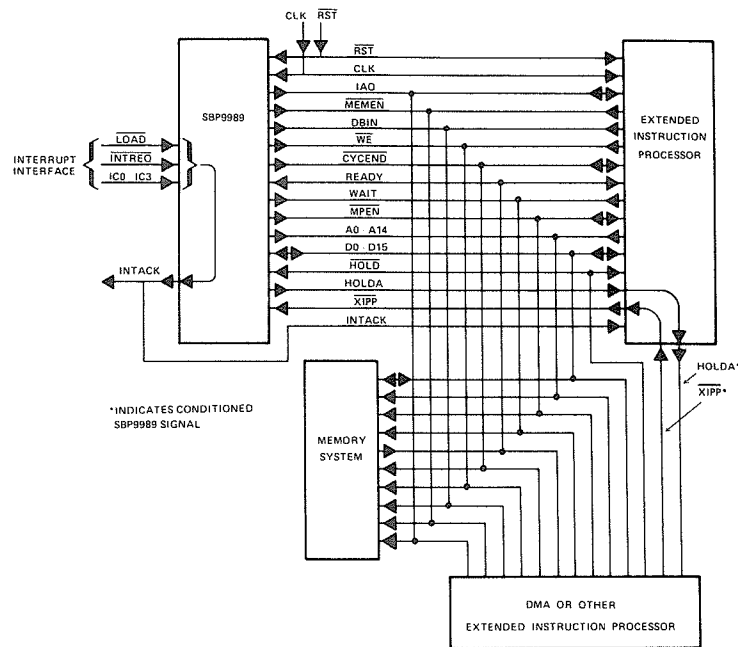 CLK RST
RST
CLK
IAQ
SBP9989
MEMEN
DBIN
WE
CYCEND
READY
WAIT
MPEN
A0 - A14
D0 - D15
HOLD
HOLDA
XIPP
INTACK
EXTENDED
INSTRUCTION
PROCESSOR
INTERRUPT
INTERFACE
LOAD
INTREQ
IC0 IC3
INTACK
HOLDA*
XIPP*
*INDICATES CONDITIONED
SBP9989 SIGNAL
MEMORY
SYSTEM
DMA OR OTHER
EXTENDED INSTRUCTION PROCESSOR